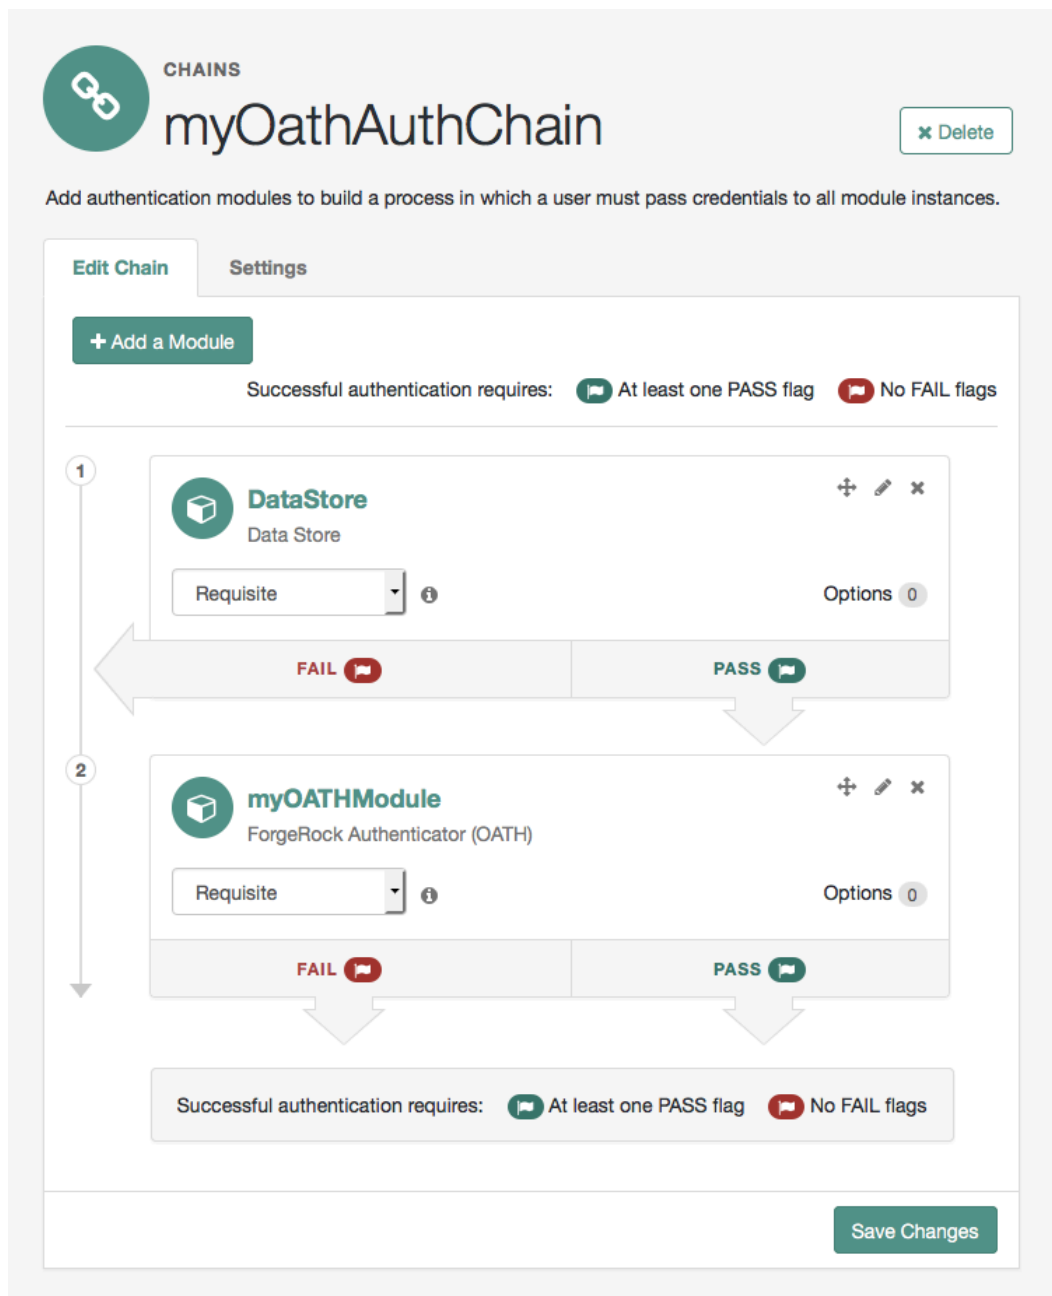 CHAINS
myOathAuthChain
Delete
Add authentication modules to build a process in which a user must pass credentials to all module instances.
Edit Chain Settings
Add a Module
Successful authentication requires: At least one PASS flag No FAIL flags
1
DataStore
Data Store
Requisite Options 0
FAIL PASS
2
myOATHModule
ForgeRock Authenticator (OATH)
Requisite Options 0
FAIL PASS
Successful authentication requires: At least one PASS flag No FAIL flags
Save Changes